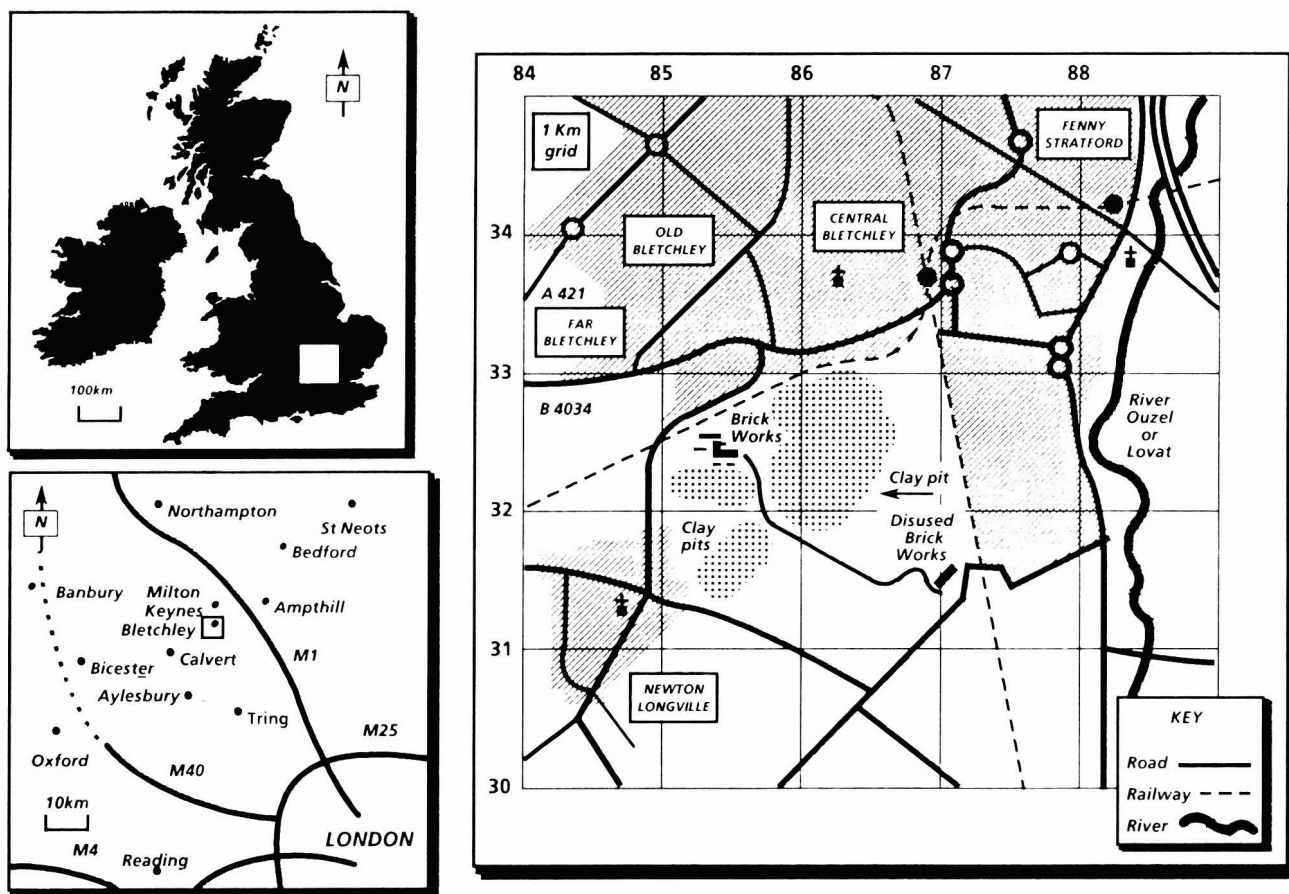 N
100km
N
Northampton
St Neots
Bedford
Banbury
Milton
Keynes
Bletchley
Ampthill
Bicester
Calvert
M1
Aylesbury
Tring
M25
Oxford
M40
10km
LONDON
M4
Reading
84 85 86 87 88
34
33
32
31
30
1 Km
grid
FENNY
STRATFORD
OLD
BLETCHLEY
CENTRAL
BLETCHLEY
A 421
FAR
BLETCHLEY
B 4034
Brick
Works
River
Ouzel
or
Lovat
Clay pit
Clay
pits
Disused
Brick
Works
NEWTON
LONGVILLE
KEY
Road
Railway
River